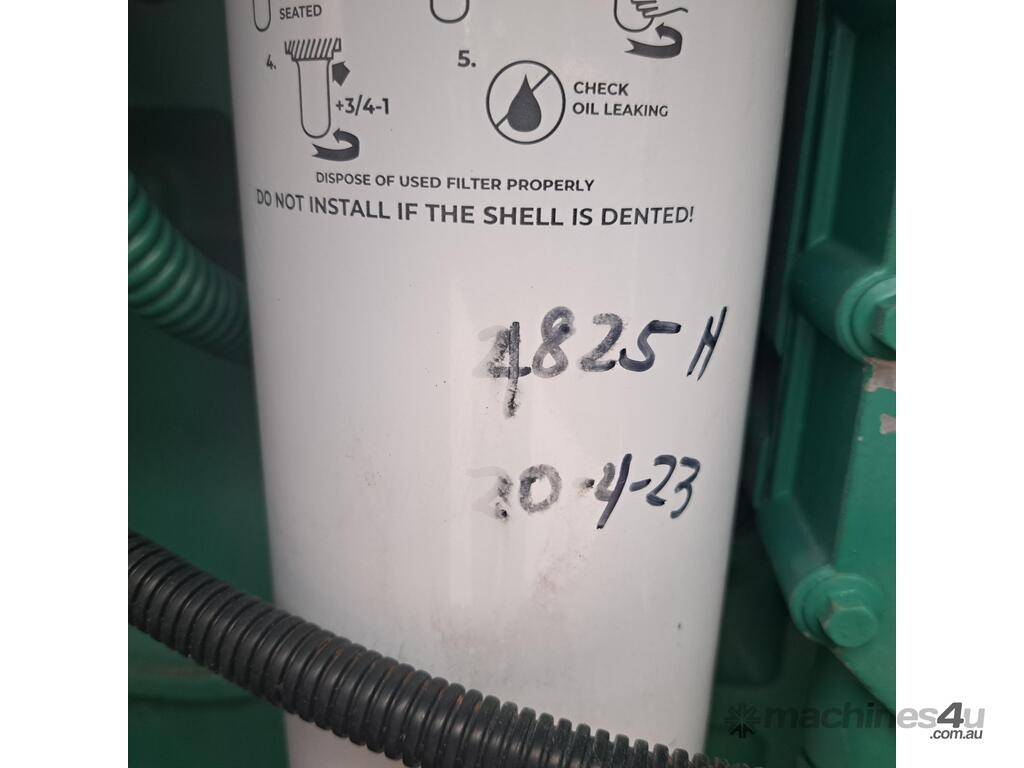 SEATED
4.
+3/4-1
5.
CHECK
OIL LEAKING
DISPOSE OF USED FILTER PROPERLY
DO NOT INSTALL IF THE SHELL IS DENTED!
4825 H
20-4-23
machines4u
.com.au